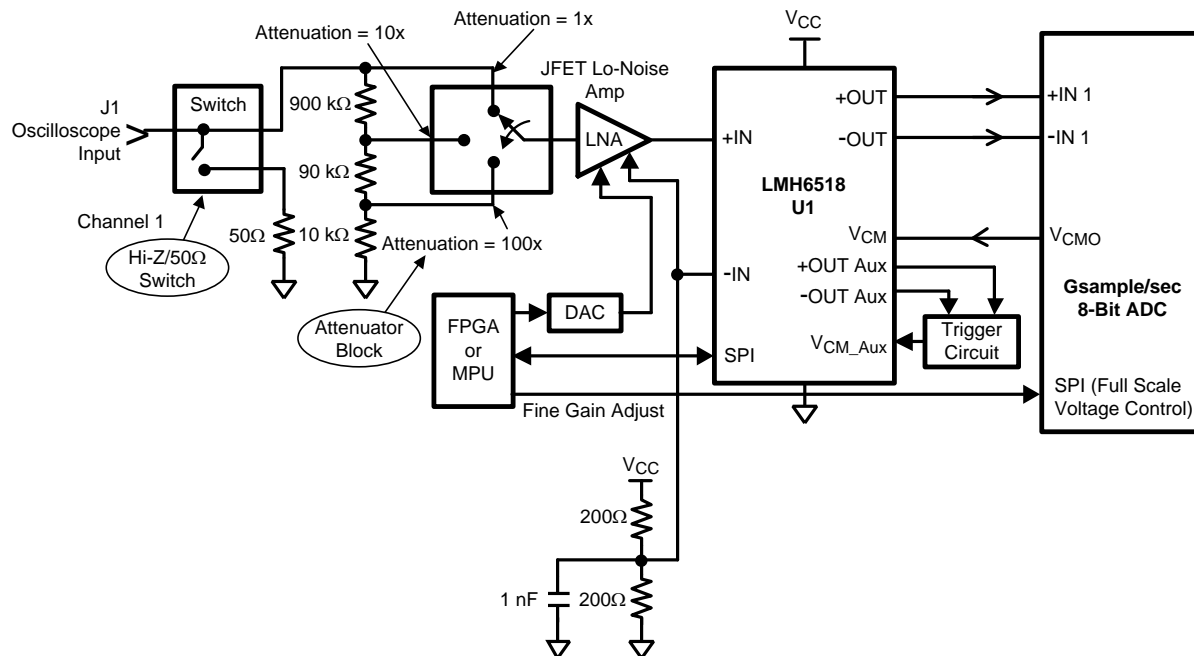 Attenuation = 1x
VCC
Attenuation = 10x
JFET Lo-Noise
Amp
J1
Oscilloscope
Input
Switch
900 kΩ
90 kΩ
10 kΩ
50Ω
LNA
+IN
-IN
SPI
LMH6518
U1
+OUT
-OUT
VCM
+OUT Aux
-OUT Aux
VCM_Aux
+IN 1
-IN 1
VCMO
Gsample/sec
8-Bit ADC
SPI (Full Scale
Voltage Control)
Trigger
Circuit
Channel 1
Hi-Z/50Ω
Switch
Attenuation = 100x
Attenuator
Block
FPGA
or
MPU
DAC
Fine Gain Adjust
VCC
200Ω
1 nF
200Ω